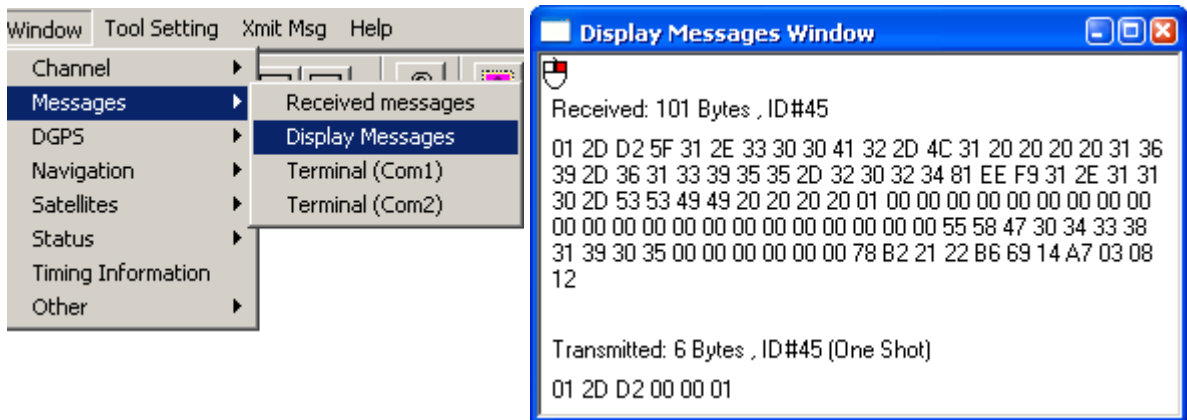 Window Tool Setting Xmit Msg Help
Channel
Messages
DGPS
Navigation
Satellites
Status
Timing Information
Other
Received messages
Display Messages
Terminal (Com1)
Terminal (Com2)
Display Messages Window
Received: 101 Bytes , ID#45
01 2D D2 5F 31 2E 33 30 30 41 32 2D 4C 31 20 20 20 20 31 36
39 2D 36 31 33 39 35 35 2D 32 30 32 34 81 EE F9 31 2E 31 31
30 2D 53 53 49 49 20 20 20 20 01 00 00 00 00 00 00 00 00 00
00 00 00 00 00 00 00 00 00 00 00 00 00 55 58 47 30 34 33 38
31 39 30 35 00 00 00 00 00 00 78 B2 21 22 B6 69 14 A7 03 08
12
Transmitted: 6 Bytes , ID#45 (One Shot)
01 2D D2 00 00 01